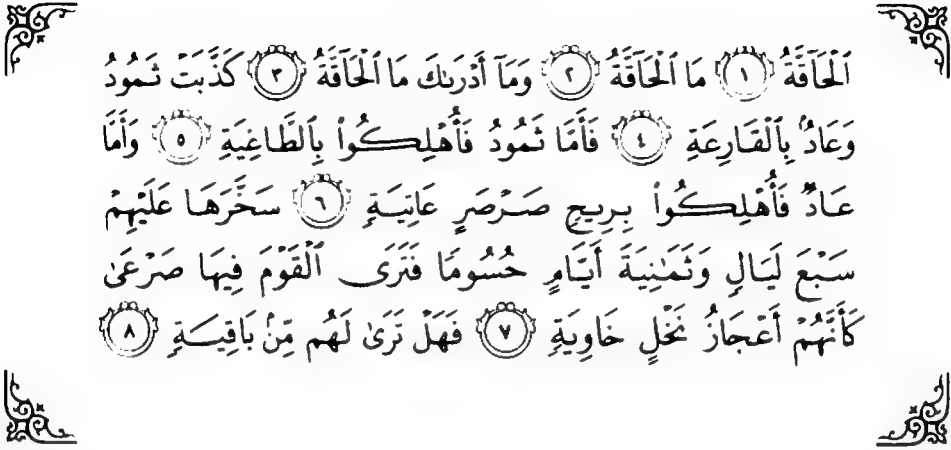 ٱلْحَآقَّةُ ١ مَا ٱلْحَآقَّةُ ٢ وَمَآ أَدْرَىٰكَ مَا ٱلْحَآقَّةُ ٣ كَذَّبَتْ ثَمُودُ
وَعَادٌۢ بِٱلْقَارِعَةِ ٤ فَأَمَّا ثَمُودُ فَأُهْلِكُوا۟ بِٱلطَّاغِيَةِ ٥ وَأَمَّا
عَادٌ فَأُهْلِكُوا۟ بِرِيحٍ صَرْصَرٍ عَاتِيَةٍ ٦ سَخَّرَهَا عَلَيْهِمْ
سَبْعَ لَيَالٍ وَثَمَٰنِيَةَ أَيَّامٍ حُسُومًا فَتَرَى ٱلْقَوْمَ فِيهَا صَرْعَىٰ
كَأَنَّهُمْ أَعْجَازُ نَخْلٍ خَاوِيَةٍ ٧ فَهَلْ تَرَىٰ لَهُم مِّنۢ بَاقِيَةٍ ٨